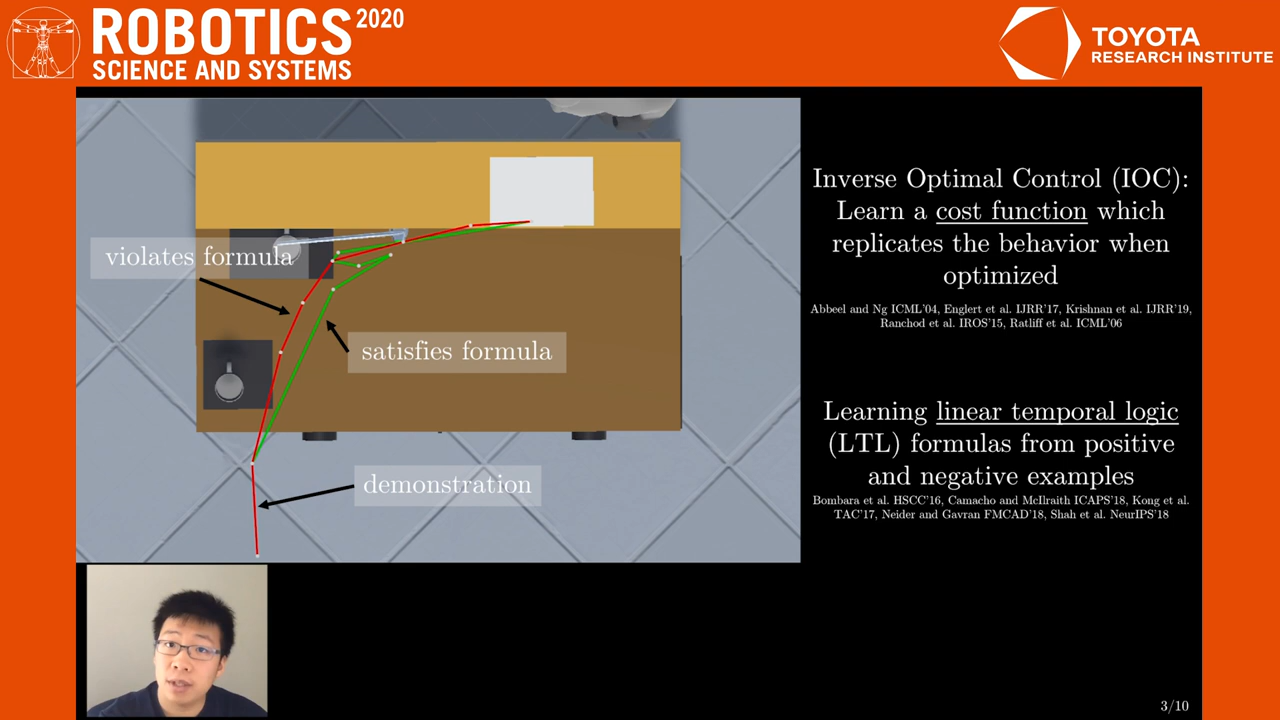 ROBOTICS 2020
SCIENCE AND SYSTEMS
TOYOTA
RESEARCH INSTITUTE
violates formula
satisfies formula
demonstration
Inverse Optimal Control (IOC):
Learn a cost function which
replicates the behavior when
optimized
Abbeel and Ng ICML'04, Englert et al. IJRR'17, Krishnan et al. IJRR'19,
Ranchod et al. IROS'15, Ratliff et al. ICML'06
Learning linear temporal logic
(LTL) formulas from positive
and negative examples
Bombara et al. HSCC'16, Camacho and McIlraith ICAPS'18, Kong et al.
TAC'17, Neider and Gavran FMCAD'18, Shah et al. NeurIPS'18
3/10